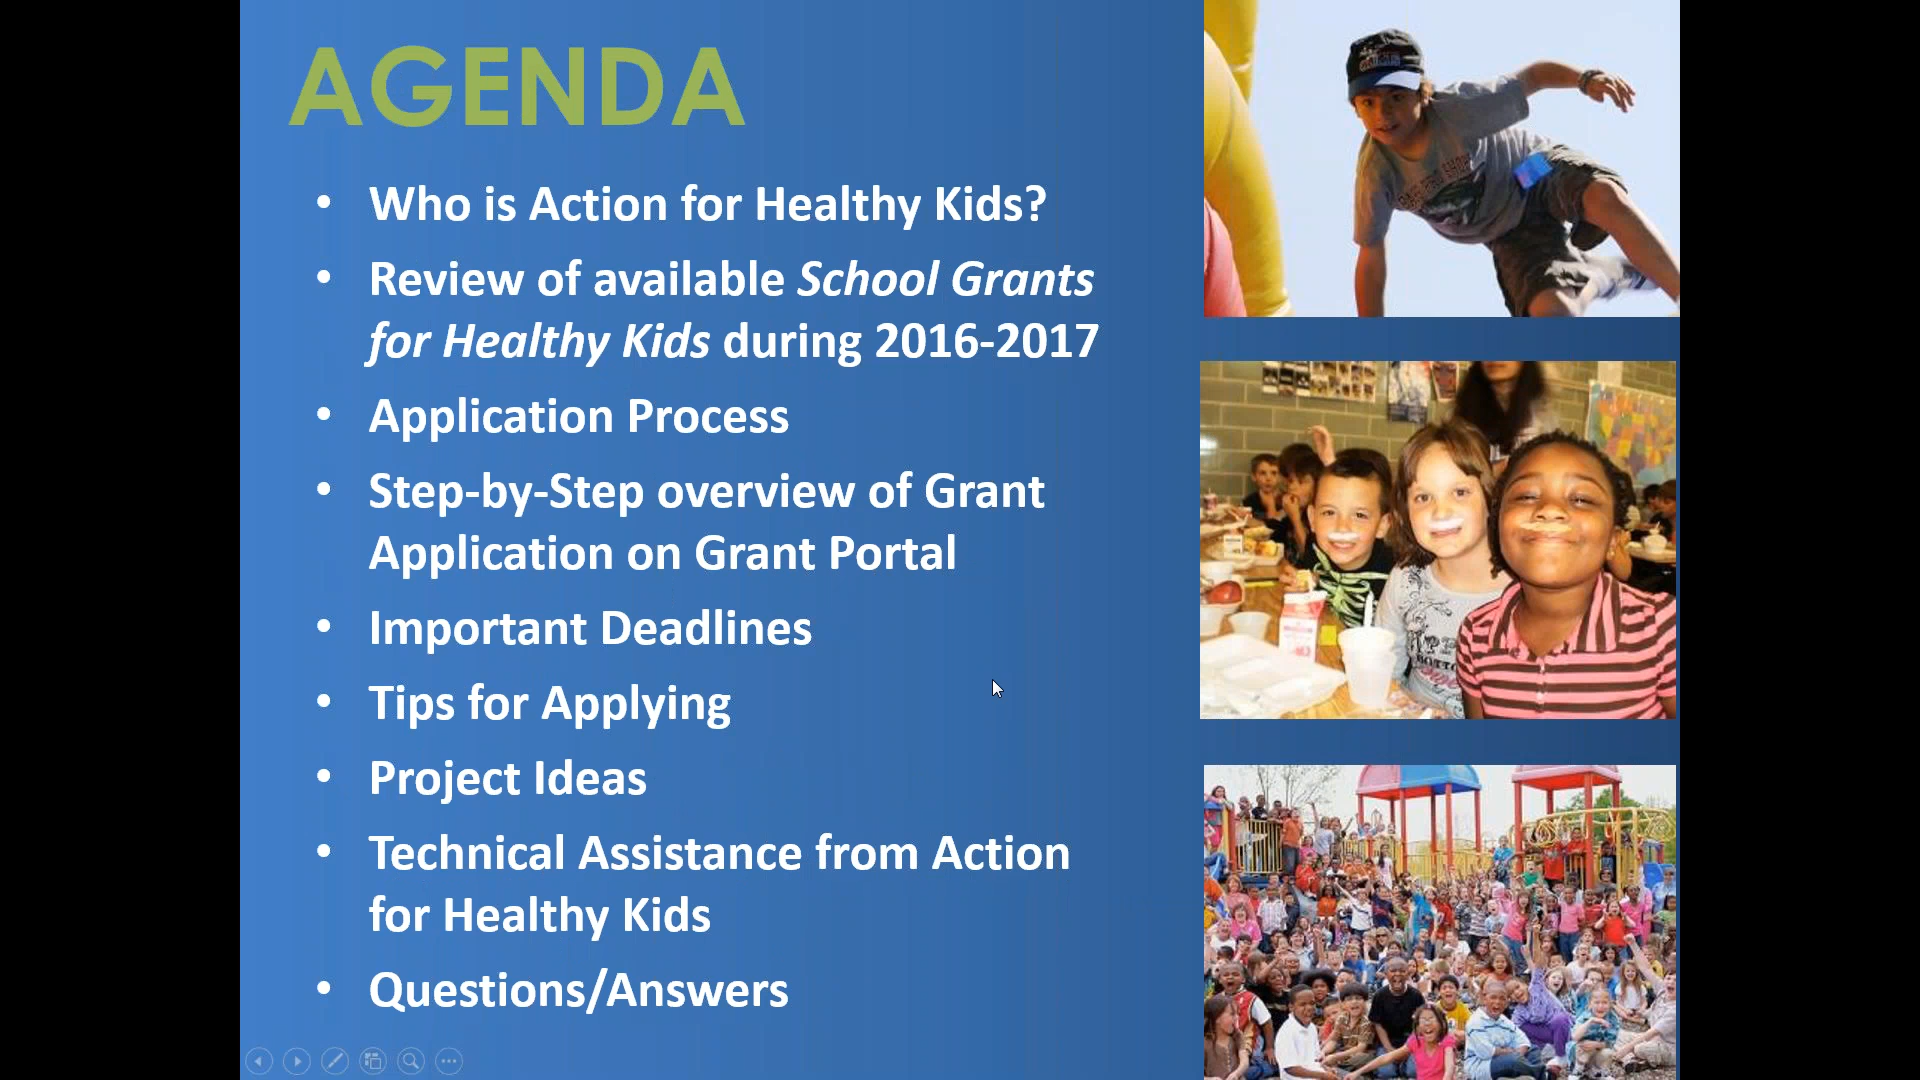 AGENDA
• Who is Action for Healthy Kids?
• Review of available School Grants
for Healthy Kids during 2016-2017
• Application Process
• Step-by-Step overview of Grant
Application on Grant Portal
• Important Deadlines
• Tips for Applying
• Project Ideas
• Technical Assistance from Action
for Healthy Kids
• Questions/Answers